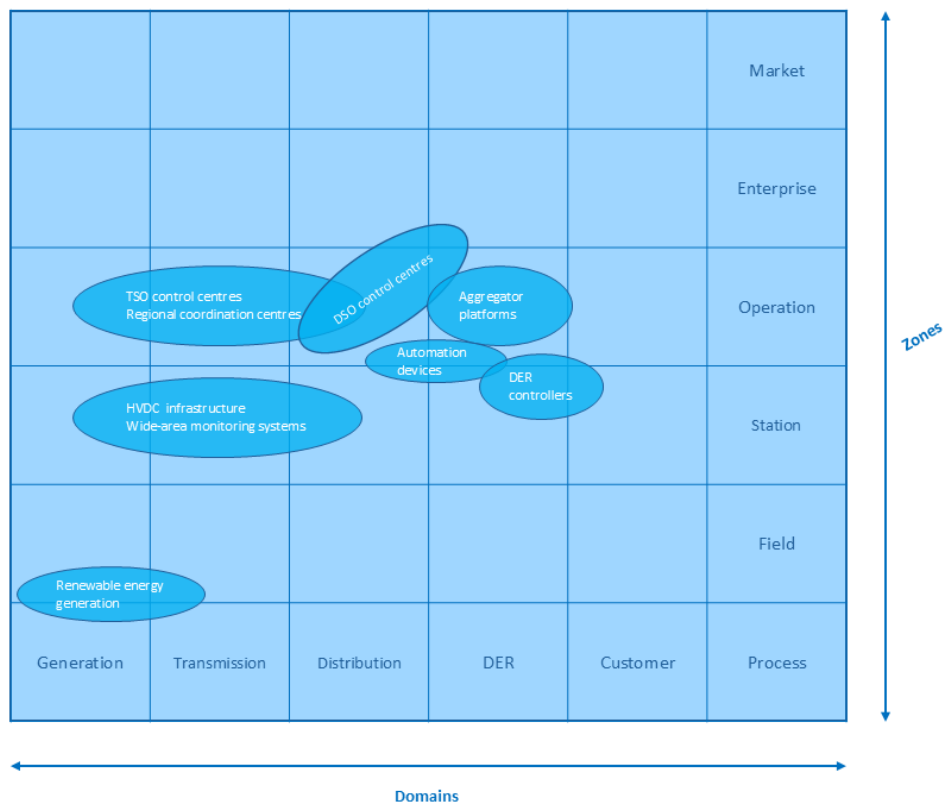 Market
Enterprise
DSO control centres
TSO control centres
Regional coordination centres
Aggregator
platforms
Operation
Zones
Automation
devices
DER
controllers
HVDC infrastructure
Wide-area monitoring systems
Station
Field
Renewable energy
generation
Generation
Transmission
Distribution
DER
Customer
Process
Domains